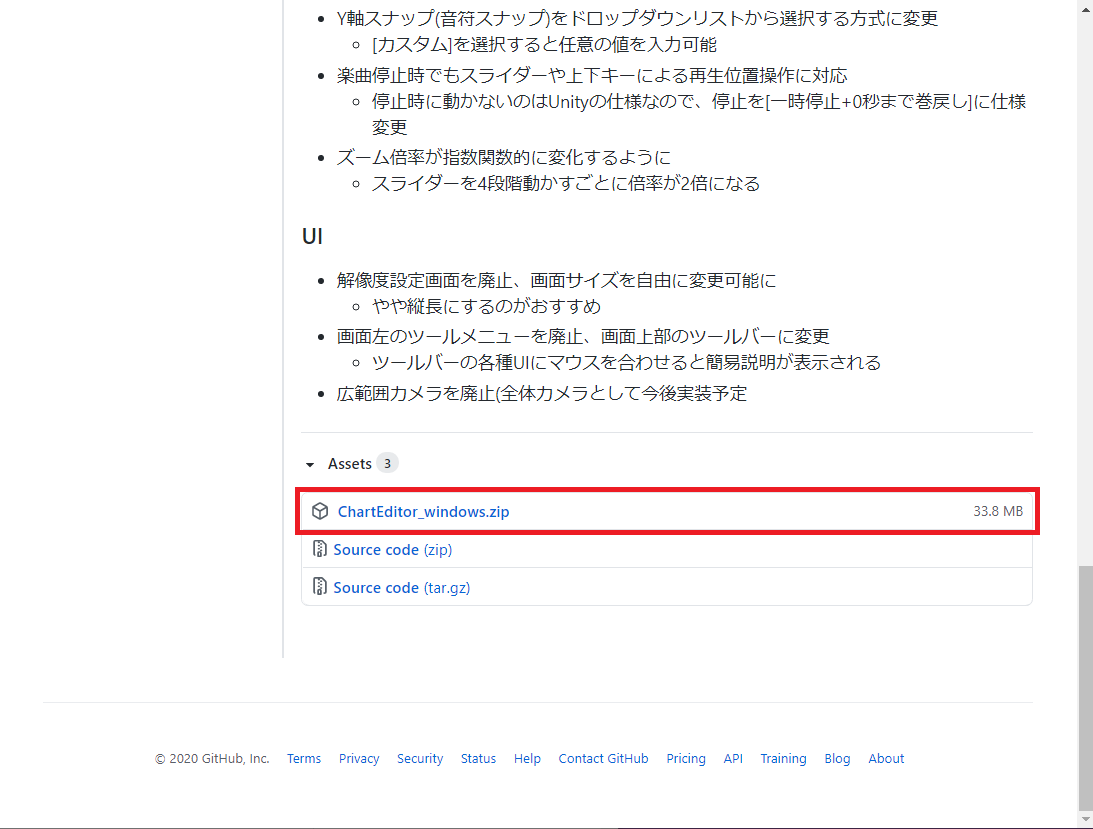 Y軸スナップ(音符スナップ)をドロップダウンリストから選択する方式に変更
[カスタム]を選択すると任意の値を入力可能
楽曲停止時でもスライダーや上下キーによる再生位置操作に対応
停止時に動かないのはUnityの仕様なので、停止を[一時停止+0秒まで巻戻し]に仕様
変更
ズーム倍率が指数関数的に変化するように
スライダーを4段階動かすごとに倍率が2倍になる
UI
解像度設定画面を廃止、画面サイズを自由に変更可能に
やや縦長にするのがおすすめ
画面左のツールメニューを廃止、画面上部のツールバーに変更
ツールバーの各種UIにマウスを合わせると簡易説明が表示される
広範囲カメラを廃止(全体カメラとして今後実装予定
Assets 3
ChartEditor_windows.zip 33.8 MB
Source code (zip)
Source code (tar.gz)
© 2020 GitHub, Inc. Terms Privacy Security Status Help Contact GitHub Pricing API Training Blog About